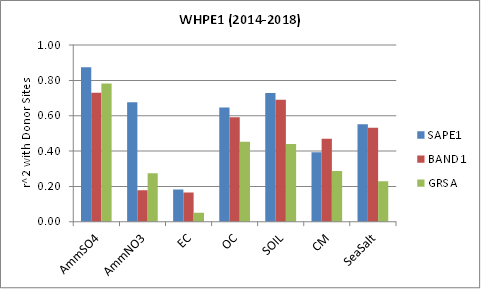 WHPE1 (2014-2018)
r^2 with Donor Sites
1.00
0.80
0.60
0.40
0.20
0.00
AmmSO4
AmmNO3
EC
OC
SOIL
CM
SeaSalt
SAPE1
BAND1
GRSA